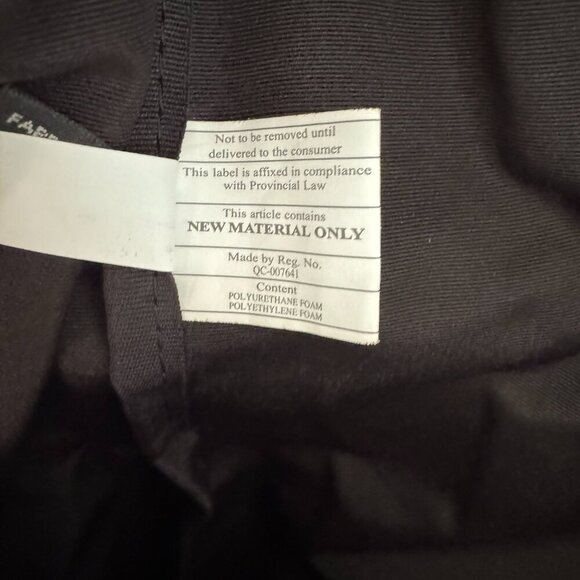 Not to be removed until
delivered to the consumer
This label is affixed in compliance
with Provincial Law
This article contains
NEW MATERIAL ONLY
Made by Reg. No.
QC-007641
Content
POLYURETHANE FOAM
POLYETHYLENE FOAM